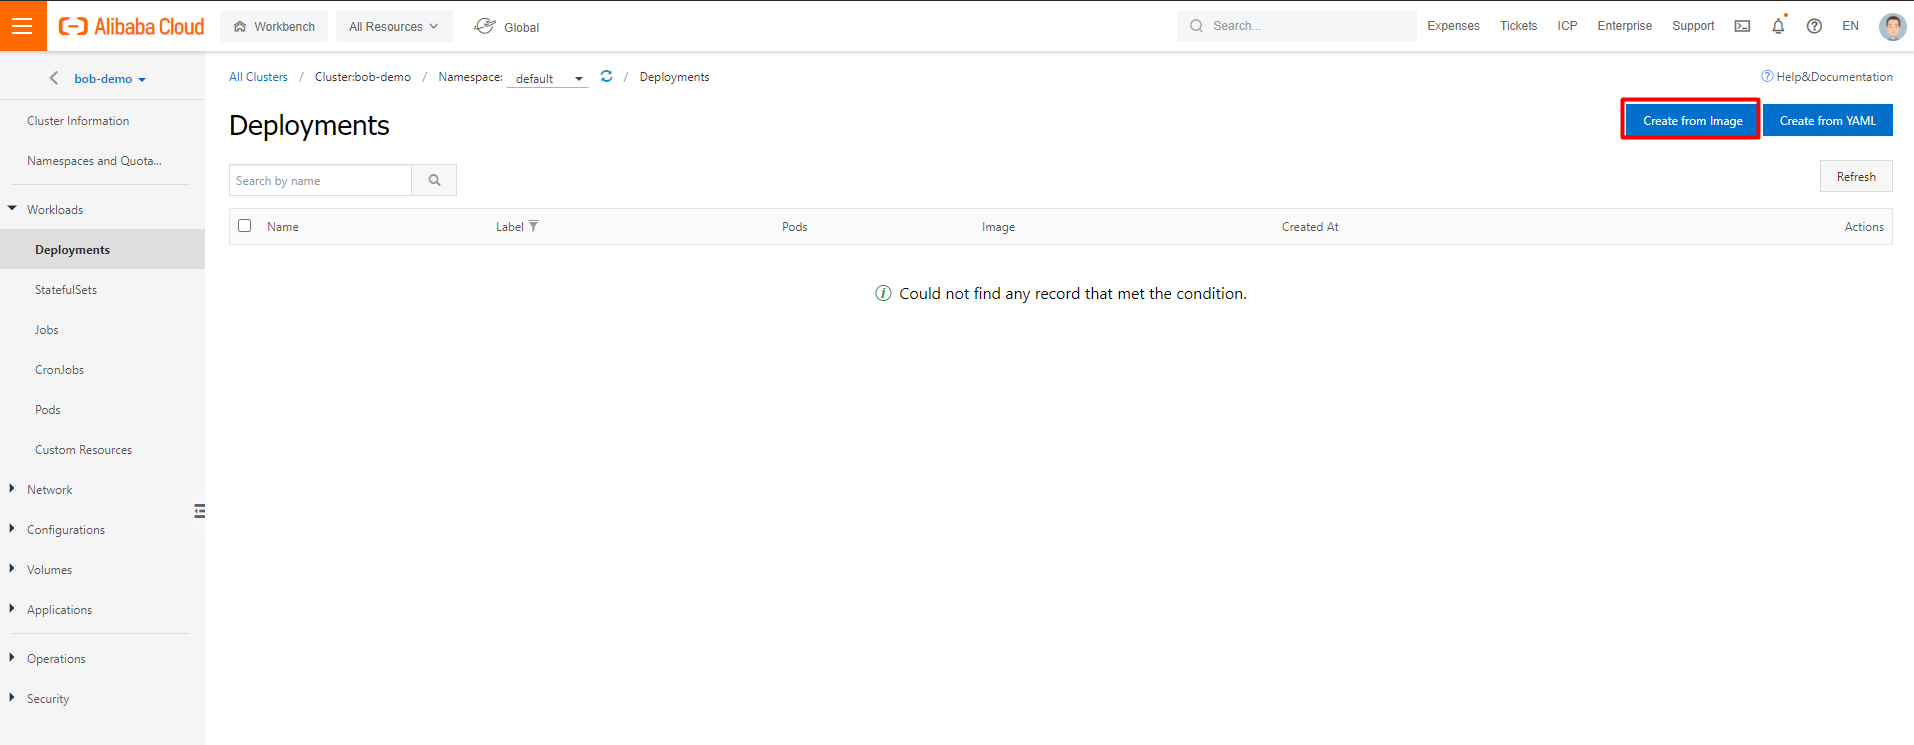 Alibaba Cloud Workbench All Resources Global Search... Expenses Tickets ICP Enterprise Support EN
bob-demo
Cluster Information
Namespaces and Quota...
Workloads
Deployments
StatefulSets
Jobs
CronJobs
Pods
Custom Resources
Network
Configurations
Volumes
Applications
Operations
Security
All Clusters / Cluster:bob-demo / Namespace: default / Deployments
Help&Documentation
Deployments
Create from Image Create from YAML
Search by name
Refresh
Name Label Pods Image Created At Actions
Could not find any record that met the condition.